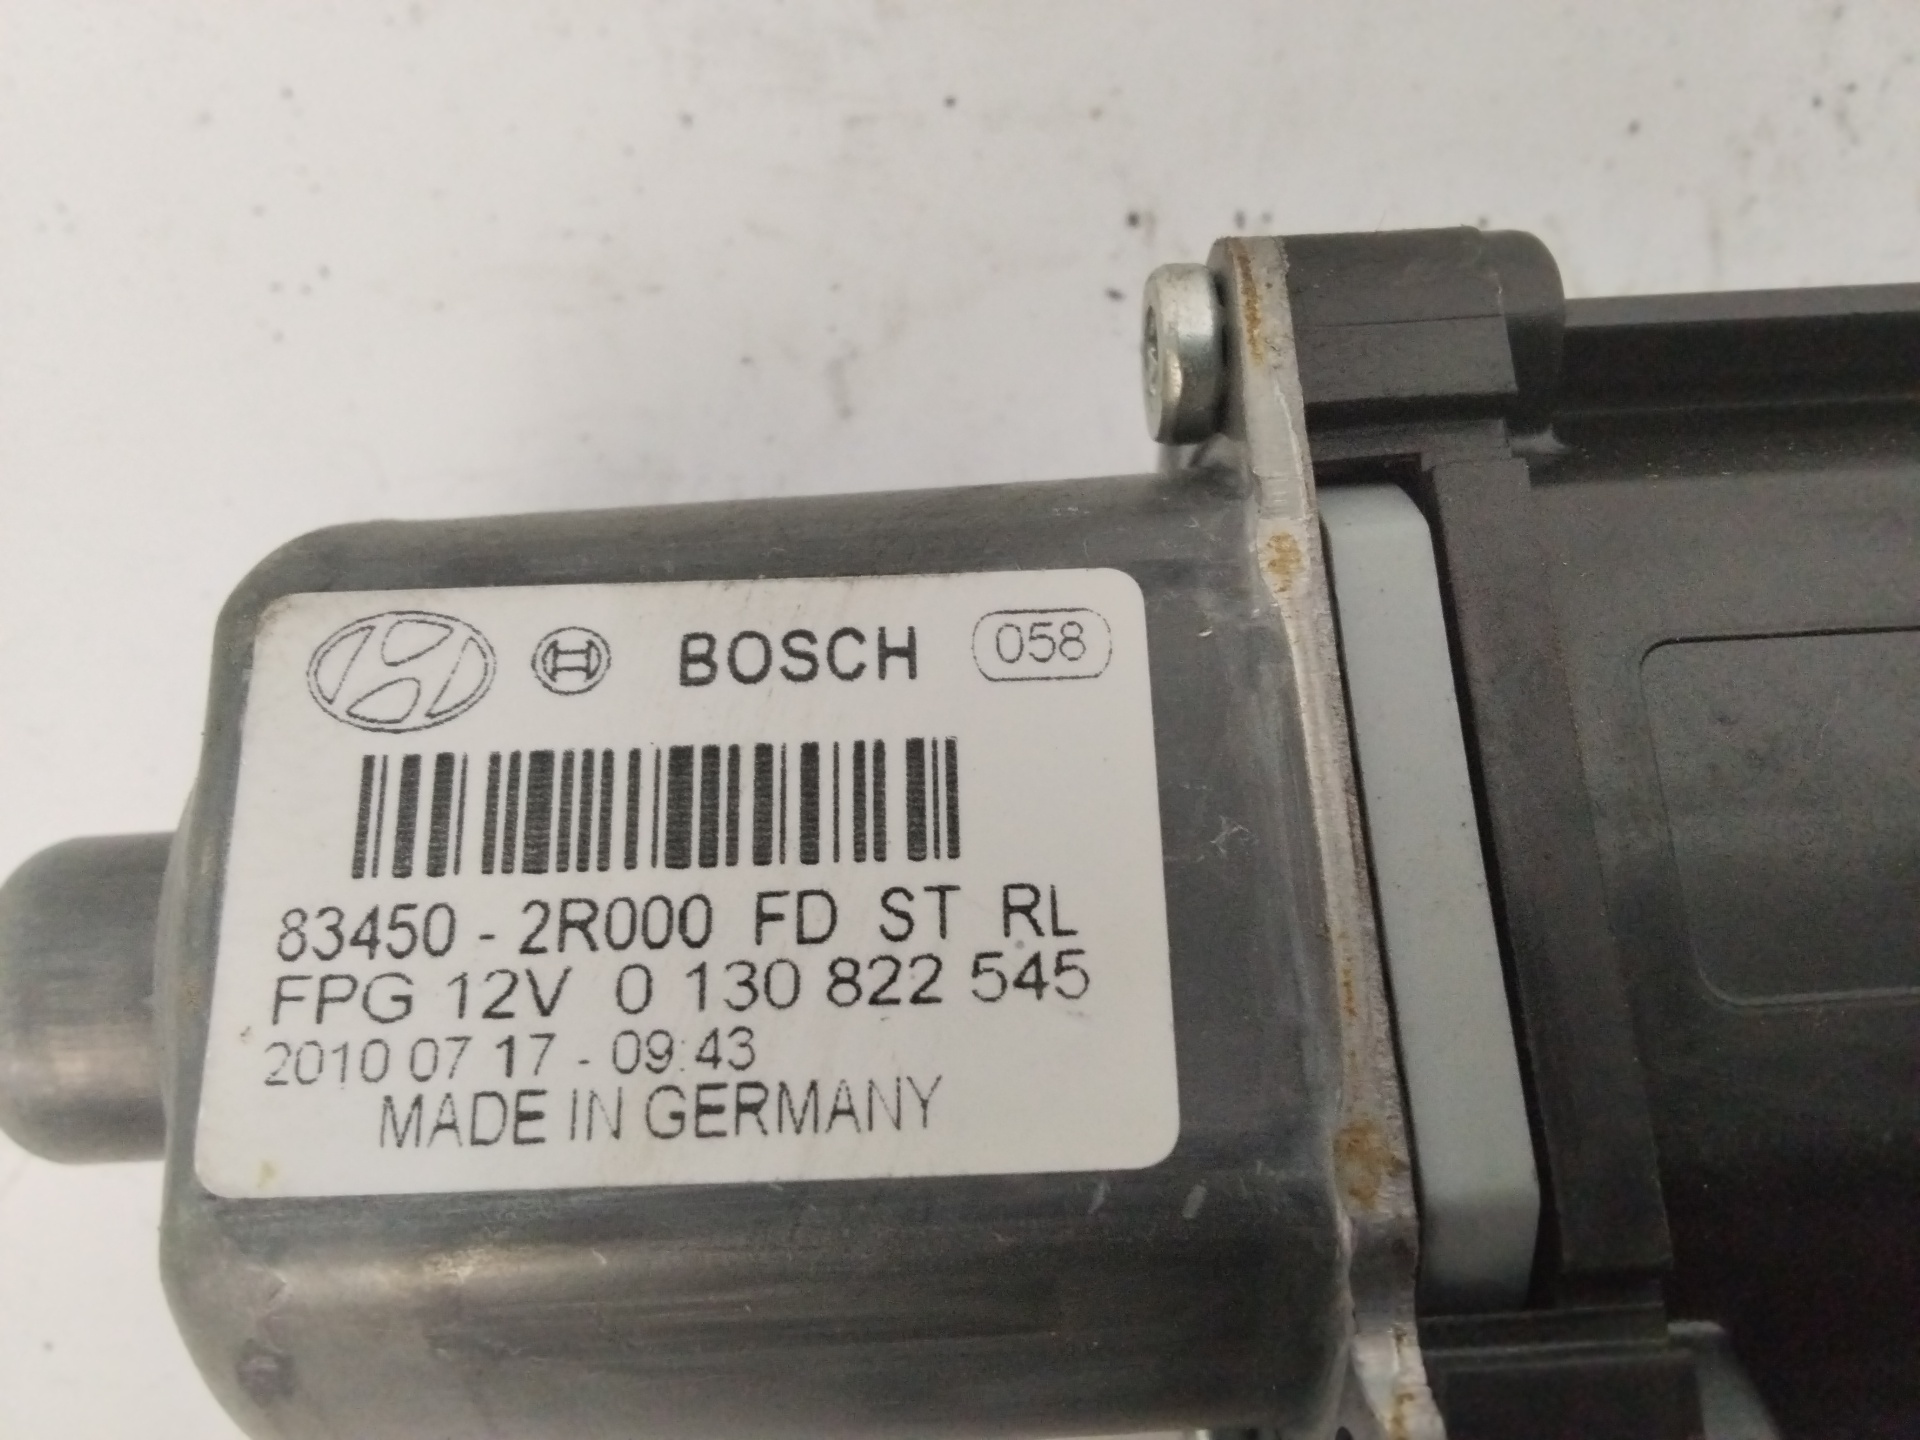 BOSCH 058
83450 - 2R000 FD ST RL
FPG 12V 0 130 822 545
2010 07 17 - 09:43
MADE IN GERMANY